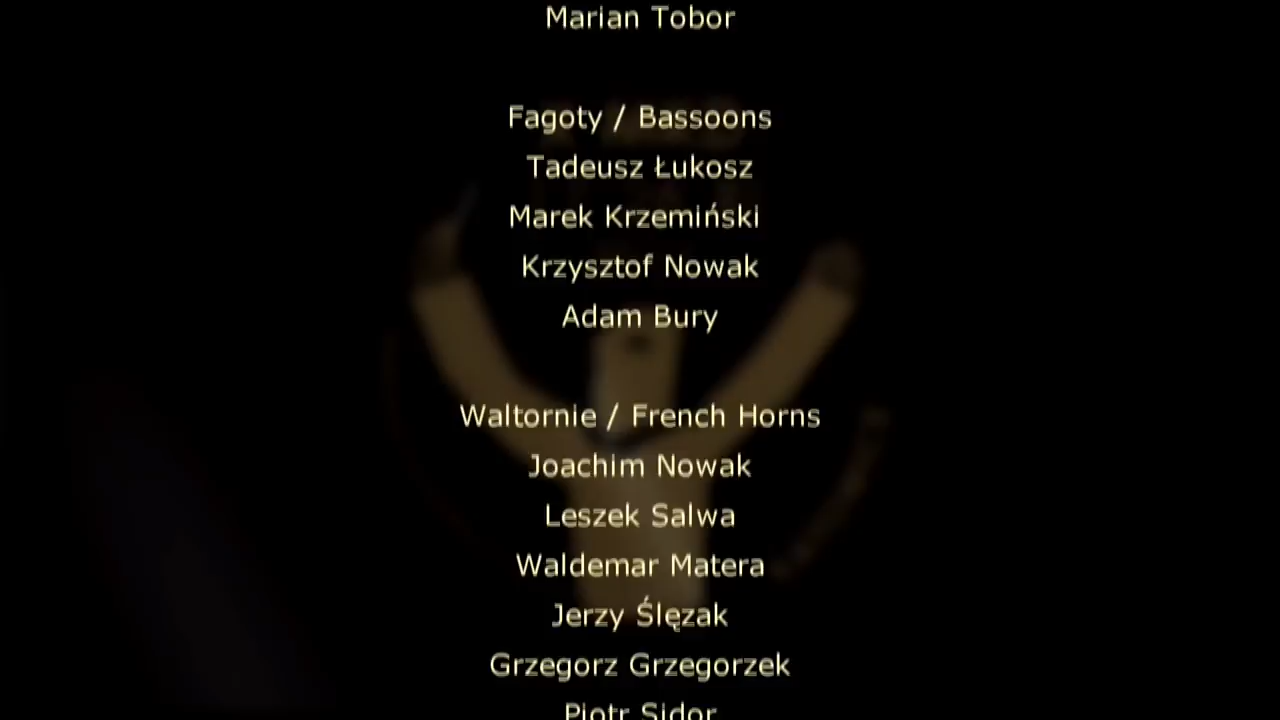 Marian Tobor
Fagoty / Bassoons
Tadeusz Łukosz
Marek Krzemiński
Krzysztof Nowak
Adam Bury
Waltornie / French Horns
Joachim Nowak
Leszek Salwa
Waldemar Matera
Jerzy Ślęzak
Grzegorz Grzegorzek
Piotr Sidor